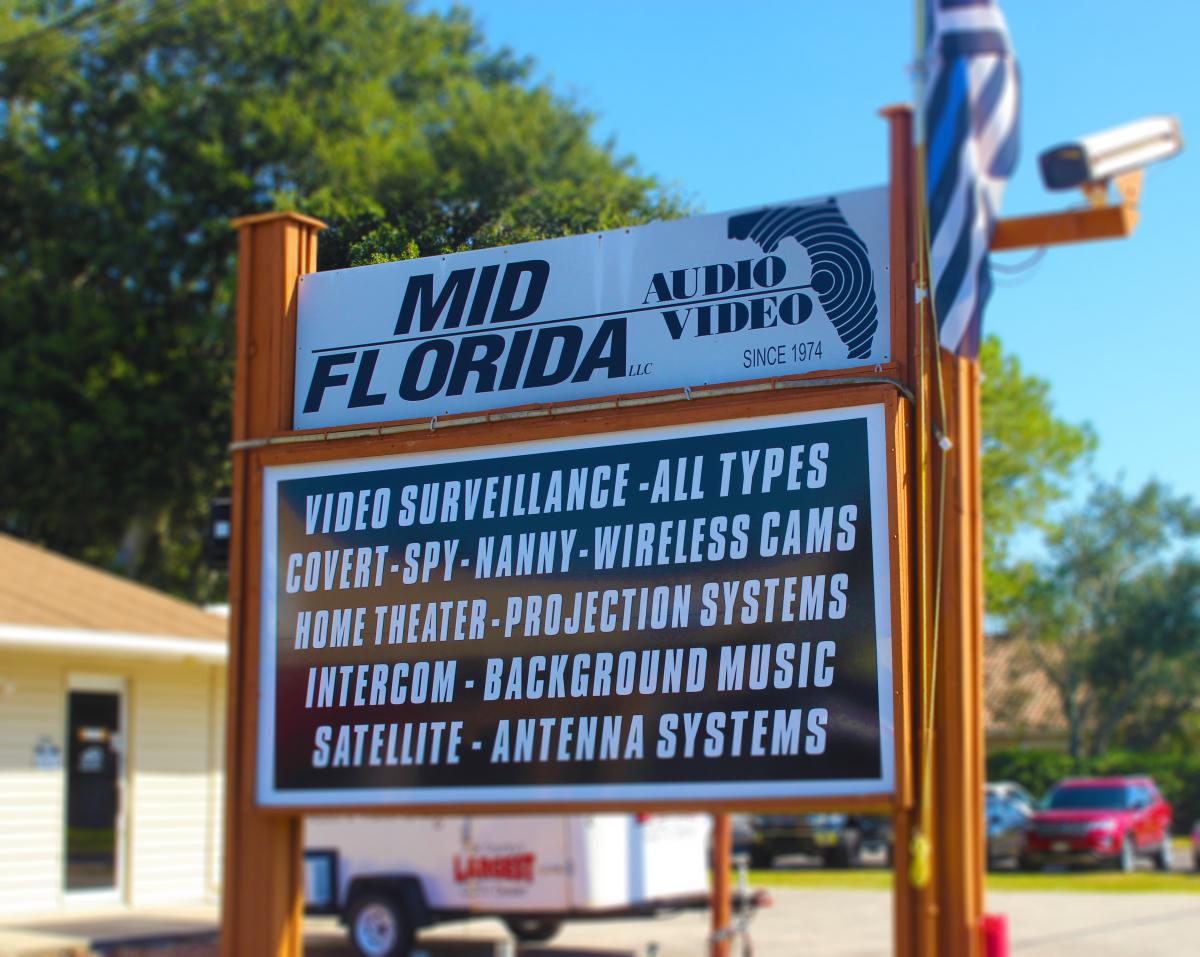 MID
FLORIDA LLC
AUDIO
VIDEO
SINCE 1974
VIDEO SURVEILLANCE - ALL TYPES
COVERT - SPY - NANNY - WIRELESS CAMS
HOME THEATER - PROJECTION SYSTEMS
INTERCOM - BACKGROUND MUSIC
SATELLITE - ANTENNA SYSTEMS
LARGEST